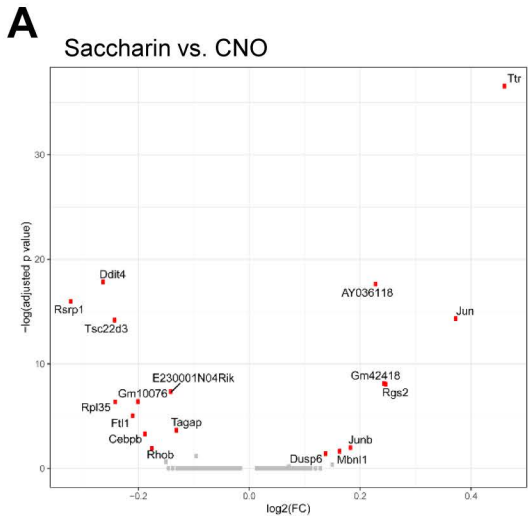 A
Saccharin vs. CNO
Ttr
30
−log(adjusted p value)
20
Ddit4
AY036118
Rsrp1
Jun
Tsc22d3
10
Gm42418
E230001N04Rik
Gm10076
Rgs2
Rpl35
Ftl1
Tagap
Cebpb
Junb
Rhob
Dusp6
Mbnl1
0
−0.2
0.0
0.2
0.4
log2(FC)